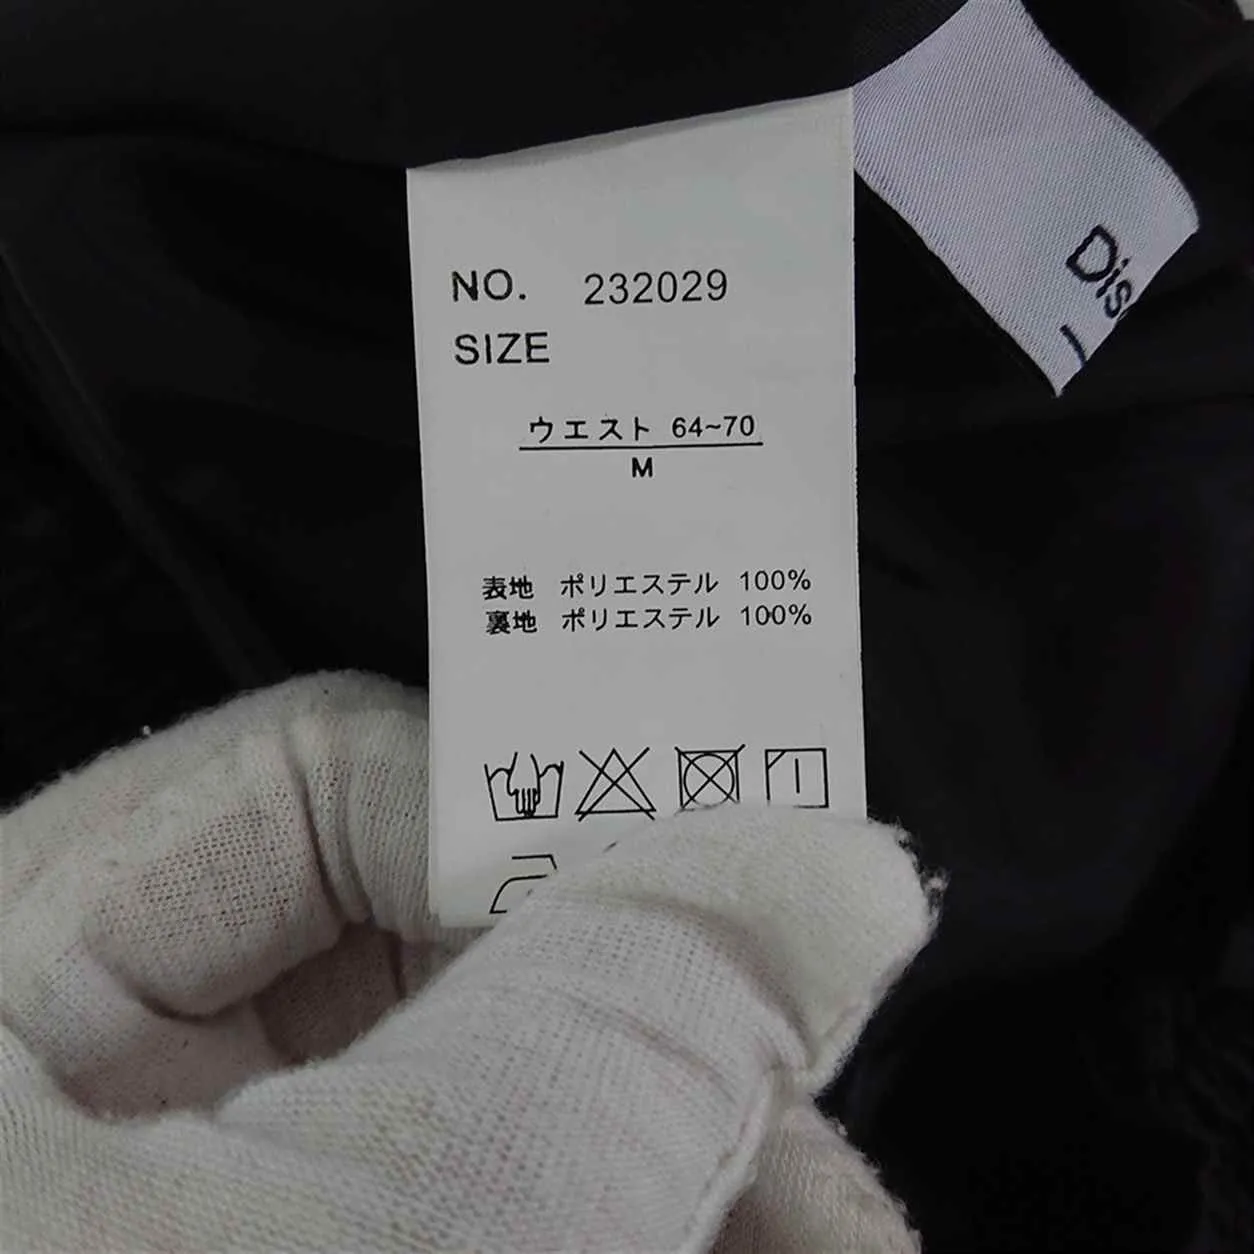 NO. 232029
SIZE
ウエスト 64~70
M
表地 ポリエステル 100%
裏地 ポリエステル 100%